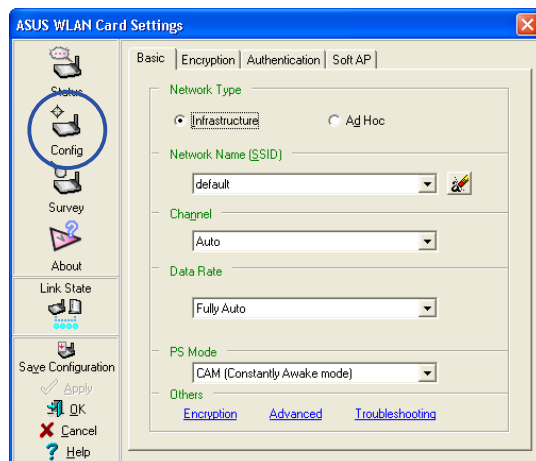 ASUS WLAN Card Settings
Status
Config
Survey
About
Link State
Save Configuration
Apply
OK
Cancel
Help
Basic Encryption Authentication Soft AP
Network Type
Infrastructure Ad Hoc
Network Name (SSID)
default
Channel
Auto
Data Rate
Fully Auto
PS Mode
CAM (Constantly Awake mode)
Others
Encryption Advanced Troubleshooting